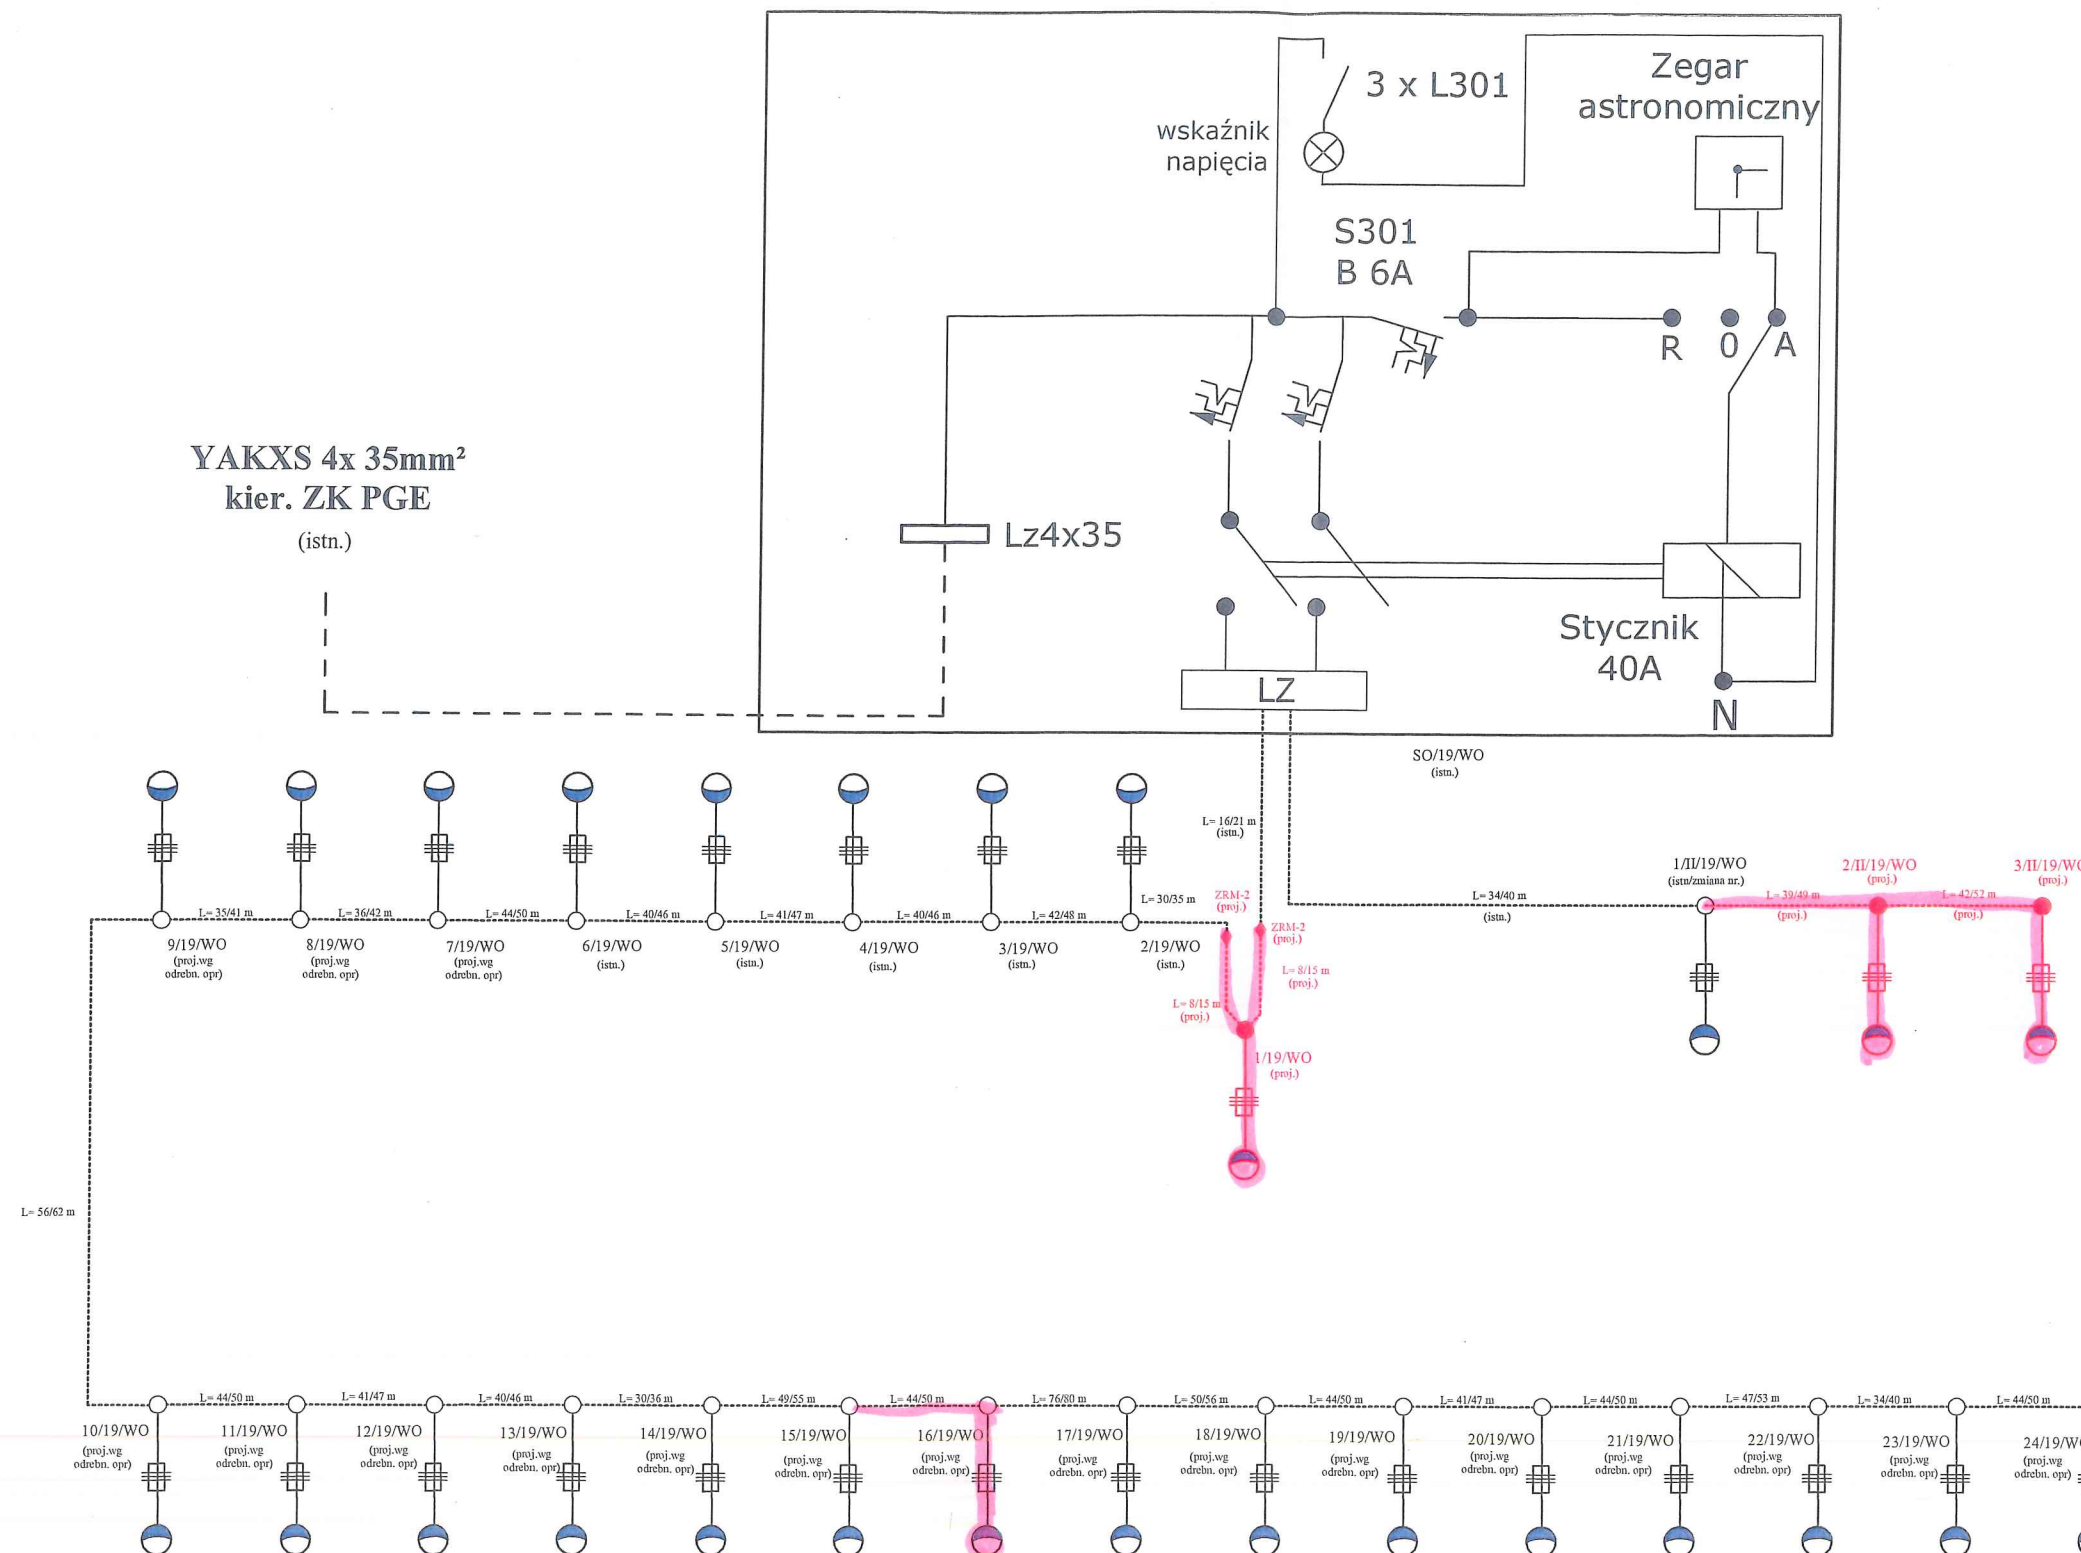 3 x L301
Zegar
astronomiczny
wskaźnik
napięcia
S301
B 6A
R 0 A
YAKXS 4x 35mm²
kier. ZK PGE
(istn.)
Lz4x35
Stycznik
40A
LZ
N
SO/19/WO
(istn.)
L= 16/21 m
(istn.)
L= 30/35 m
ZRM-2
(proj.)
ZRM-2
(proj.)
L= 8/15 m
(proj.)
L= 8/15 m
(proj.)
1/19/WO
(proj.)
L= 34/40 m
(istn.)
1/II/19/WO
(istn/zmiana nr.)
L= 39/49 m
(proj.)
2/II/19/WO
(proj.)
L= 42/52 m
(proj.)
3/II/19/WO
(proj.)
L= 35/41 m
L= 36/42 m
L= 44/50 m
L= 40/46 m
L= 41/47 m
L= 40/46 m
L= 42/48 m
9/19/WO
(proj.wg
odrebn. opr)
8/19/WO
(proj.wg
odrebn. opr)
7/19/WO
(proj.wg
odrebn. opr)
6/19/WO
(istn.)
5/19/WO
(istn.)
4/19/WO
(istn.)
3/19/WO
(istn.)
2/19/WO
(istn.)
L= 56/62 m
L= 44/50 m
L= 41/47 m
L= 40/46 m
L= 30/36 m
L= 49/55 m
L= 44/50 m
L= 76/80 m
L= 50/56 m
L= 44/50 m
L= 41/47 m
L= 44/50 m
L= 47/53 m
L= 34/40 m
L= 44/50 m
10/19/WO
(proj.wg
odrebn. opr)
11/19/WO
(proj.wg
odrebn. opr)
12/19/WO
(proj.wg
odrebn. opr)
13/19/WO
(proj.wg
odrebn. opr)
14/19/WO
(proj.wg
odrebn. opr)
15/19/WO
(proj.wg
odrebn. opr)
16/19/WO
(proj.wg
odrebn. opr)
17/19/WO
(proj.wg
odrebn. opr)
18/19/WO
(proj.wg
odrebn. opr)
19/19/WO
(proj.wg
odrebn. opr)
20/19/WO
(proj.wg
odrebn. opr)
21/19/WO
(proj.wg
odrebn. opr)
22/19/WO
(proj.wg
odrebn. opr)
23/19/WO
(proj.wg
odrebn. opr)
24/19/WO
(proj.wg
odrebn. opr)